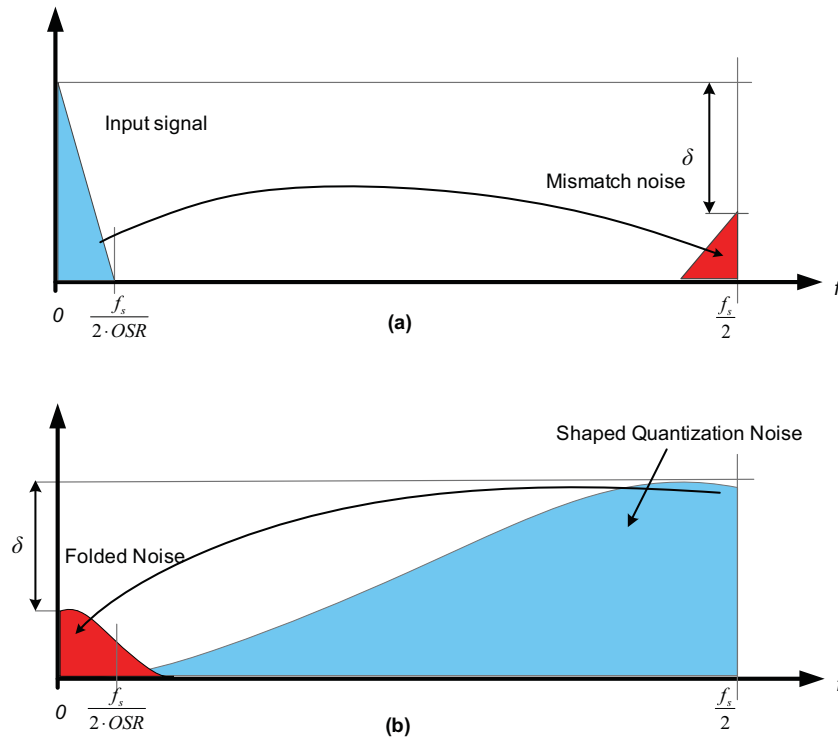 Input signal
δ
Mismatch noise
0
f_s / 2·OSR
(a)
f_s / 2
f
Shaped Quantization Noise
δ
Folded Noise
0
f_s / 2·OSR
(b)
f_s / 2